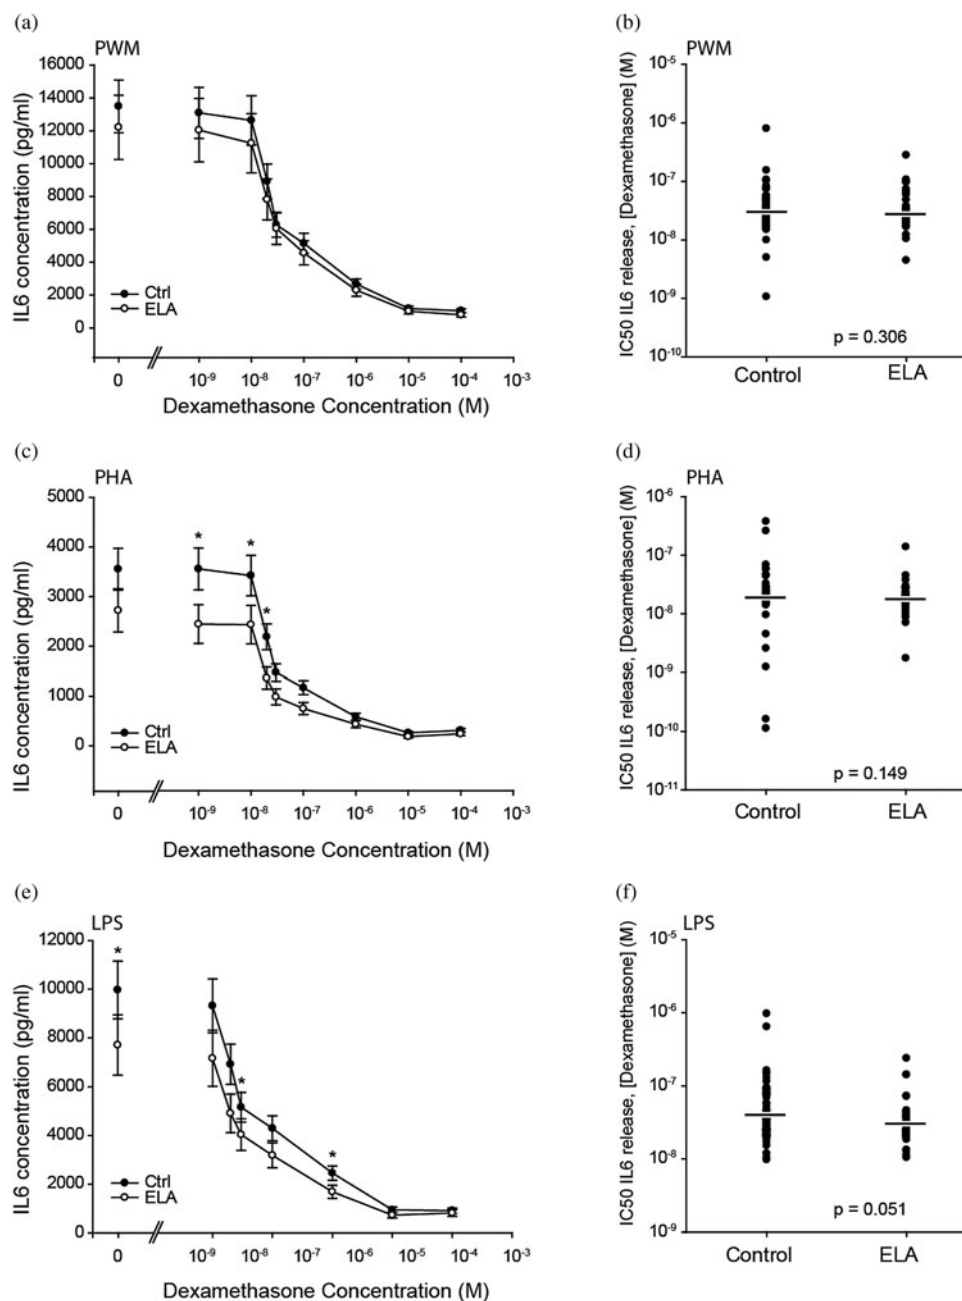 (a)
PWM
IL6 concentration (pg/ml)
16000
14000
12000
10000
8000
6000
4000
2000
0
Ctrl
ELA
0 10⁻⁹ 10⁻⁸ 10⁻⁷ 10⁻⁶ 10⁻⁵ 10⁻⁴ 10⁻³
Dexamethasone Concentration (M)
(b)
PWM
IC50 IL6 release, [Dexamethasone] (M)
10⁻⁵
10⁻⁶
10⁻⁷
10⁻⁸
10⁻⁹
10⁻¹⁰
p = 0.306
Control ELA
(c)
PHA
IL6 concentration (pg/ml)
5000
4000
3000
2000
1000
0
* * *
Ctrl
ELA
0 10⁻⁹ 10⁻⁸ 10⁻⁷ 10⁻⁶ 10⁻⁵ 10⁻⁴ 10⁻³
Dexamethasone Concentration (M)
(d)
PHA
IC50 IL6 release, [Dexamethasone] (M)
10⁻⁶
10⁻⁷
10⁻⁸
10⁻⁹
10⁻¹⁰
10⁻¹¹
p = 0.149
Control ELA
(e)
LPS
IL6 concentration (pg/ml)
12000
10000
8000
6000
4000
2000
0
* * *
Ctrl
ELA
0 10⁻⁹ 10⁻⁸ 10⁻⁷ 10⁻⁶ 10⁻⁵ 10⁻⁴ 10⁻³
Dexamethasone Concentration (M)
(f)
LPS
IC50 IL6 release, [Dexamethasone] (M)
10⁻⁵
10⁻⁶
10⁻⁷
10⁻⁸
10⁻⁹
p = 0.051
Control ELA